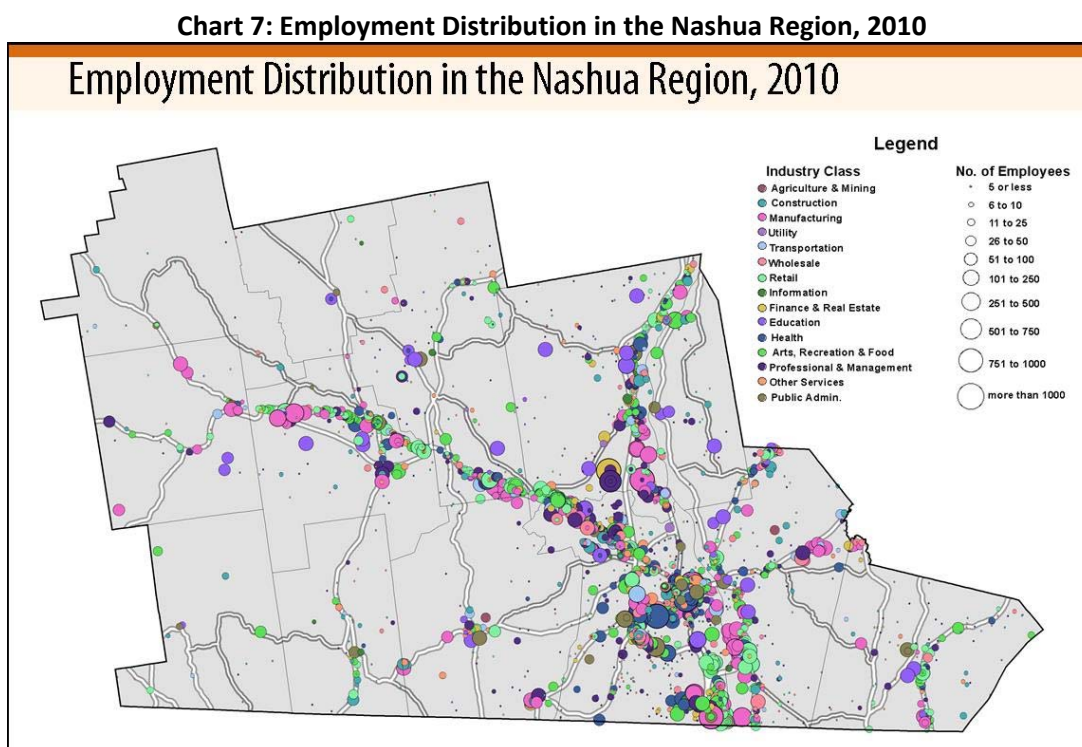 Chart 7: Employment Distribution in the Nashua Region, 2010
Employment Distribution in the Nashua Region, 2010
Legend
Industry Class
Agriculture & Mining
Construction
Manufacturing
Utility
Transportation
Wholesale
Retail
Information
Finance & Real Estate
Education
Health
Arts, Recreation & Food
Professional & Management
Other Services
Public Admin.
No. of Employees
5 or less
6 to 10
11 to 25
26 to 50
51 to 100
101 to 250
251 to 500
501 to 750
751 to 1000
more than 1000